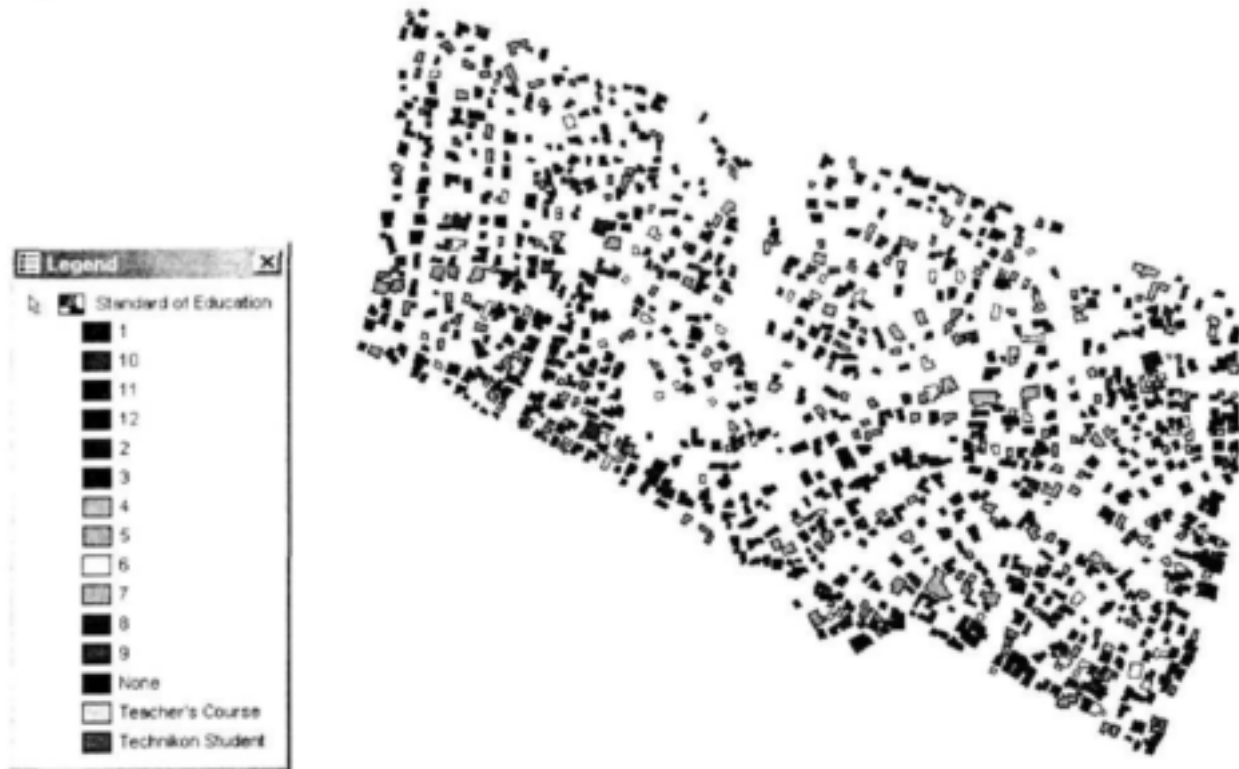 Legend
Standard of Education
1
10
11
12
2
3
4
5
6
7
8
9
None
Teacher's Course
Technikon Student